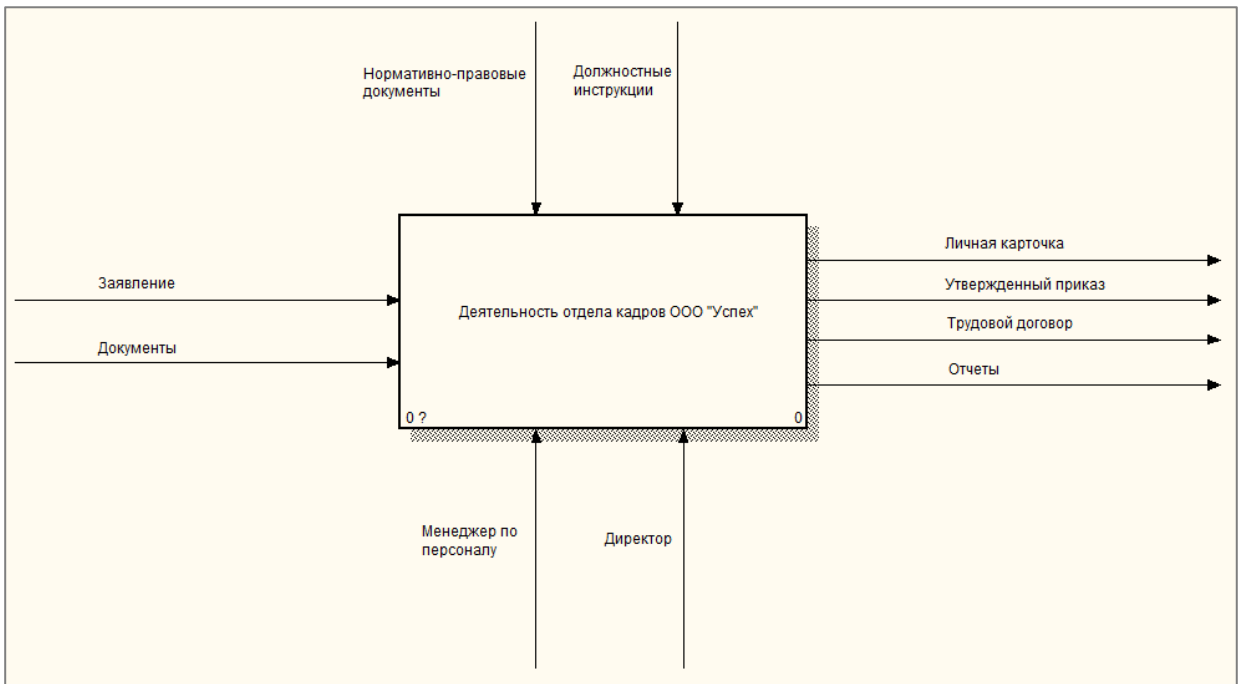 Нормативно-правовые
документы
Должностные
инструкции
Заявление
Документы
Деятельность отдела кадров ООО "Успех"
0 ?
0
Личная карточка
Утвержденный приказ
Трудовой договор
Отчеты
Менеджер по
персоналу
Директор